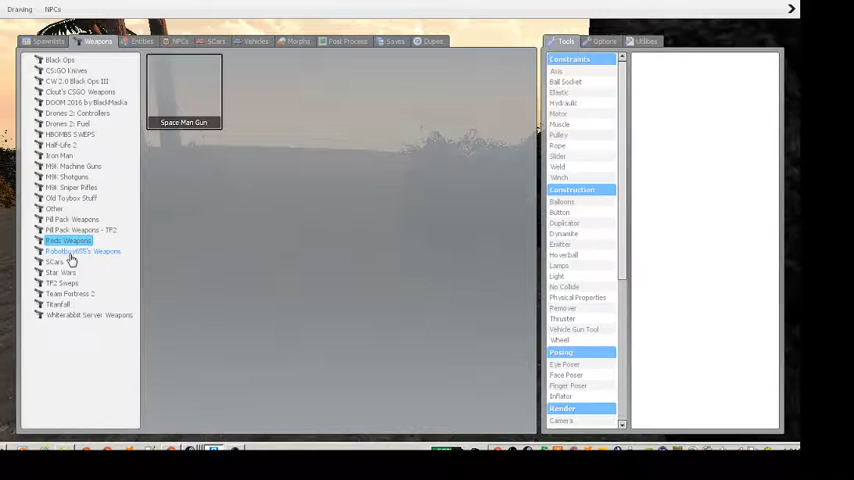 Drawing NPCs
Spawnlists Weapons Entities NPCs SCars Vehicles Morphs Post Process Saves Dupes
Tools Options Utilities
Black Ops
CS:GO Knives
CW 2.0 Black Ops III
Clout's CSGO Weapons
DOOM 2016 by BlackMaska
Drones 2: Controllers
Drones 2: Fuel
HBOMBS SWEPS
Half-Life 2
Iron Man
M9K Machine Guns
M9K Shotguns
M9K Sniper Rifles
Old Toybox Stuff
Other
Pill Pack Weapons
Pill Pack Weapons - TF2
Reds Weapons
Robotboy655's Weapons
SCars
Star Wars
TF2 Sweps
Team Fortress 2
Titanfall
Whiterabbit Server Weapons
Space Man Gun
Constraints
Axis
Ball Socket
Elastic
Hydraulic
Motor
Muscle
Pulley
Rope
Slider
Weld
Winch
Construction
Balloons
Button
Duplicator
Dynamite
Emitter
Hoverball
Lamps
Light
No Collide
Physical Properties
Remover
Thruster
Vehicle Gun Tool
Wheel
Posing
Eye Poser
Face Poser
Finger Poser
Inflator
Render
Camera